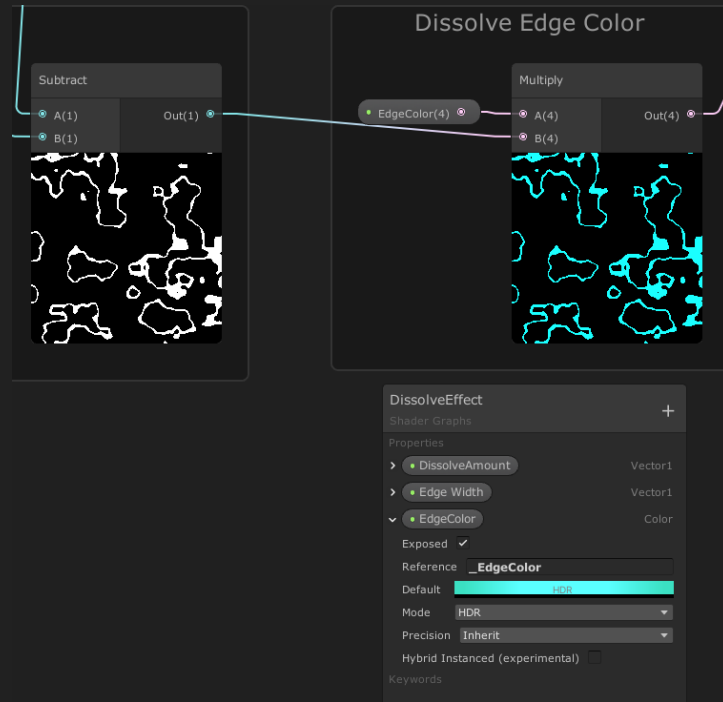 Dissolve Edge Color
Subtract
A(1)
Out(1)
B(1)
EdgeColor(4)
Multiply
A(4)
Out(4)
B(4)
DissolveEffect
+
Shader Graphs
Properties
DissolveAmount Vector1
Edge Width Vector1
EdgeColor Color
Exposed
Reference _EdgeColor
Default HDR
Mode HDR
Precision Inherit
Hybrid Instanced (experimental)
Keywords